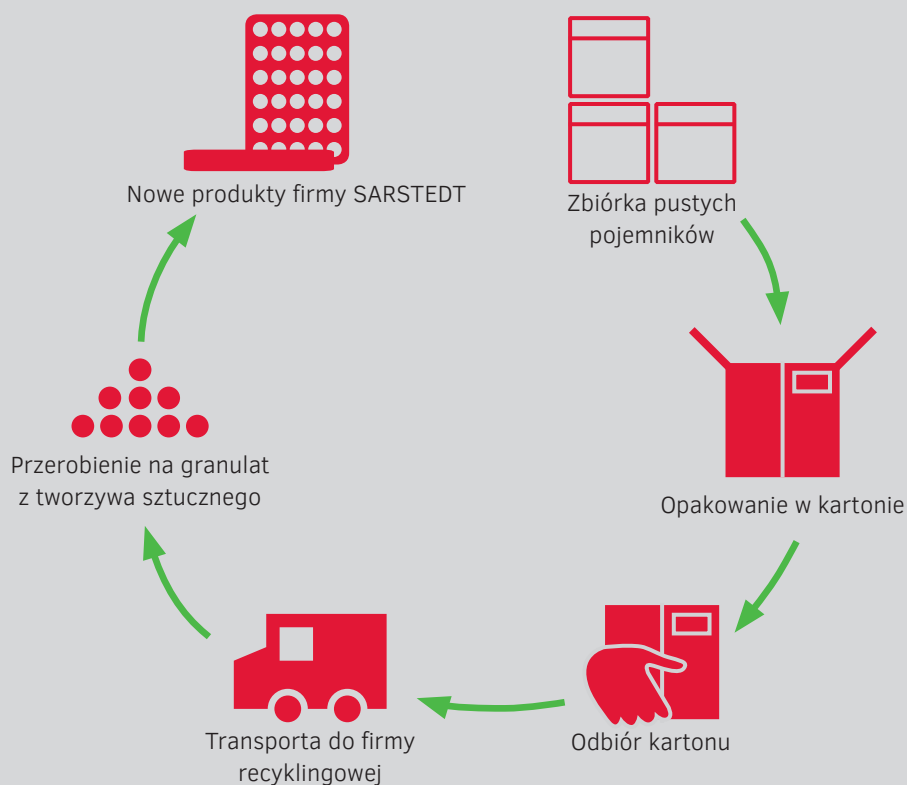 Nowe produkty firmy SARSTEDT
Zbiórka pustych
pojemników
Opakowanie w kartonie
Odbiór kartonu
Transporta do firmy
recyklingowej
Przerobienie na granulat
z tworzywa sztucznego